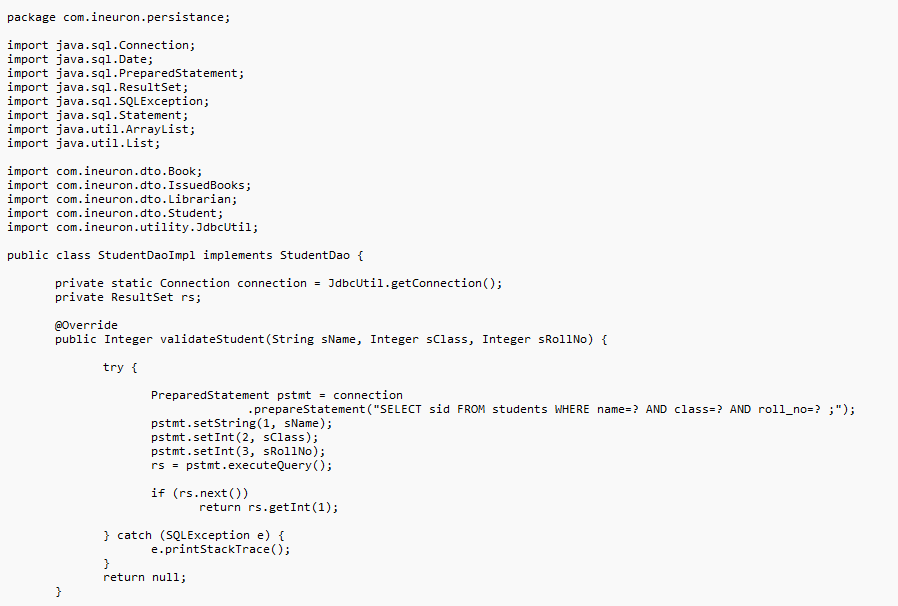 package com.ineuron.persistance;

import java.sql.Connection;
import java.sql.Date;
import java.sql.PreparedStatement;
import java.sql.ResultSet;
import java.sql.SQLException;
import java.sql.Statement;
import java.util.ArrayList;
import java.util.List;

import com.ineuron.dto.Book;
import com.ineuron.dto.IssuedBooks;
import com.ineuron.dto.Librarian;
import com.ineuron.dto.Student;
import com.ineuron.utility.JdbcUtil;

public class StudentDaoImpl implements StudentDao {

	private static Connection connection = JdbcUtil.getConnection();
	private ResultSet rs;

	@Override
	public Integer validateStudent(String sName, Integer sClass, Integer sRollNo) {

		try {

			PreparedStatement pstmt = connection
					.prepareStatement("SELECT sid FROM students WHERE name=? AND class=? AND roll_no=? ;");
			pstmt.setString(1, sName);
			pstmt.setInt(2, sClass);
			pstmt.setInt(3, sRollNo);
			rs = pstmt.executeQuery();

			if (rs.next())
				return rs.getInt(1);

		} catch (SQLException e) {
			e.printStackTrace();
		}
		return null;
	}